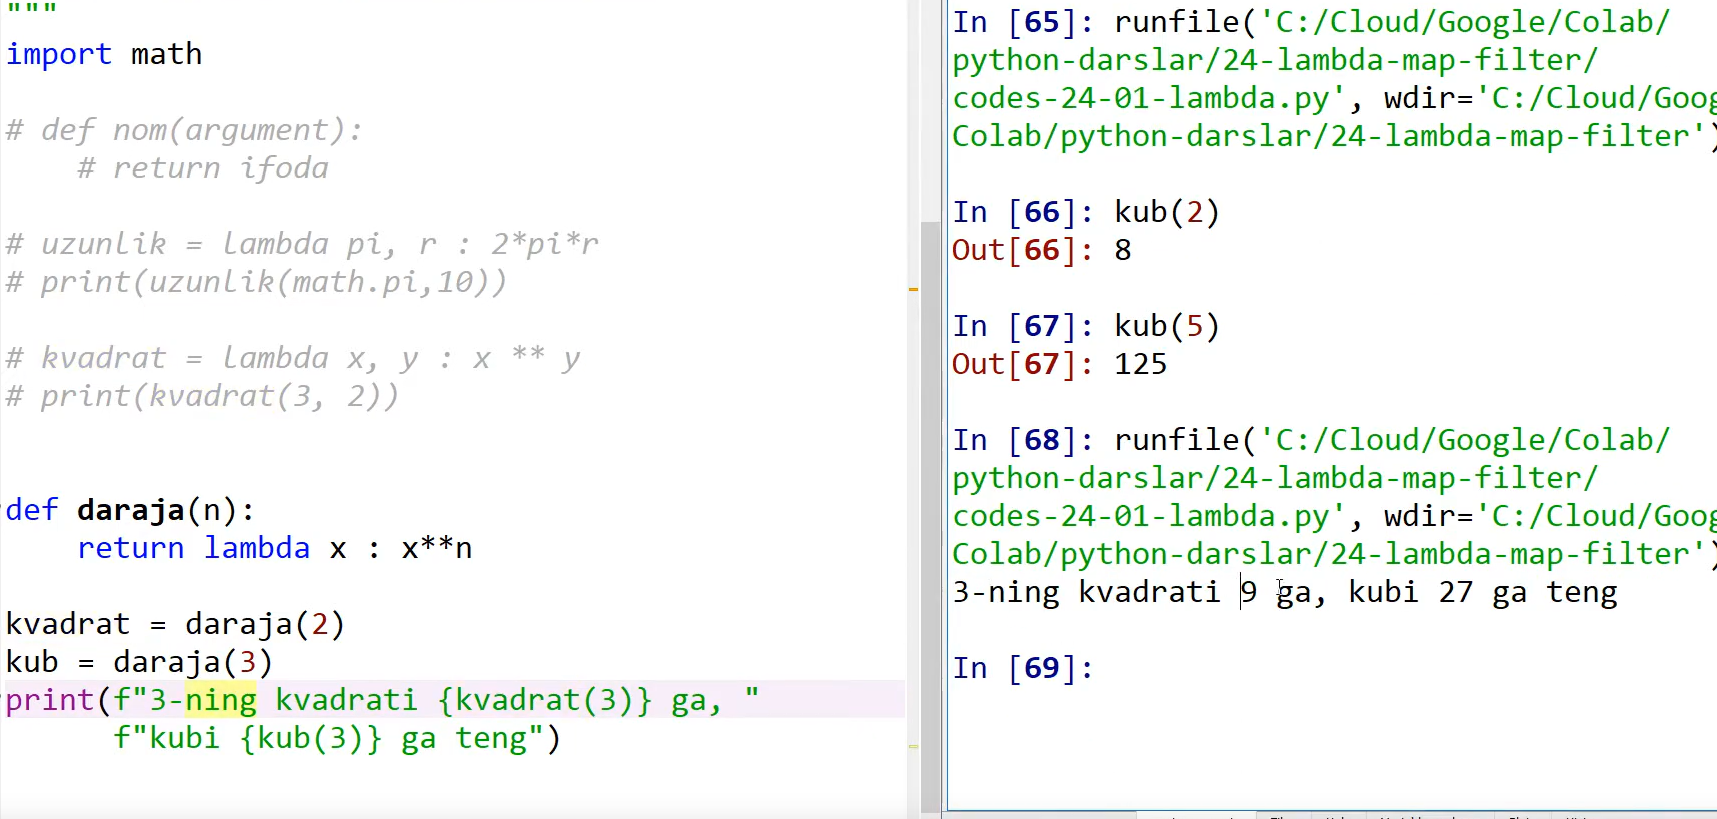 """
import math
# def nom(argument):
    # return ifoda
# uzunlik = lambda pi, r : 2*pi*r
# print(uzunlik(math.pi,10))
# kvadrat = lambda x, y : x ** y
# print(kvadrat(3, 2))
def daraja(n):
    return lambda x : x**n
kvadrat = daraja(2)
kub = daraja(3)
print(f"3-ning kvadrati {kvadrat(3)} ga, "
      f"kubi {kub(3)} ga teng")
In [65]: runfile('C:/Cloud/Google/Colab/
python-darslar/24-lambda-map-filter/
codes-24-01-lambda.py', wdir='C:/Cloud/Goog
Colab/python-darslar/24-lambda-map-filter')
In [66]: kub(2)
Out[66]: 8
In [67]: kub(5)
Out[67]: 125
In [68]: runfile('C:/Cloud/Google/Colab/
python-darslar/24-lambda-map-filter/
codes-24-01-lambda.py', wdir='C:/Cloud/Goog
Colab/python-darslar/24-lambda-map-filter')
3-ning kvadrati 9 ga, kubi 27 ga teng
In [69]: